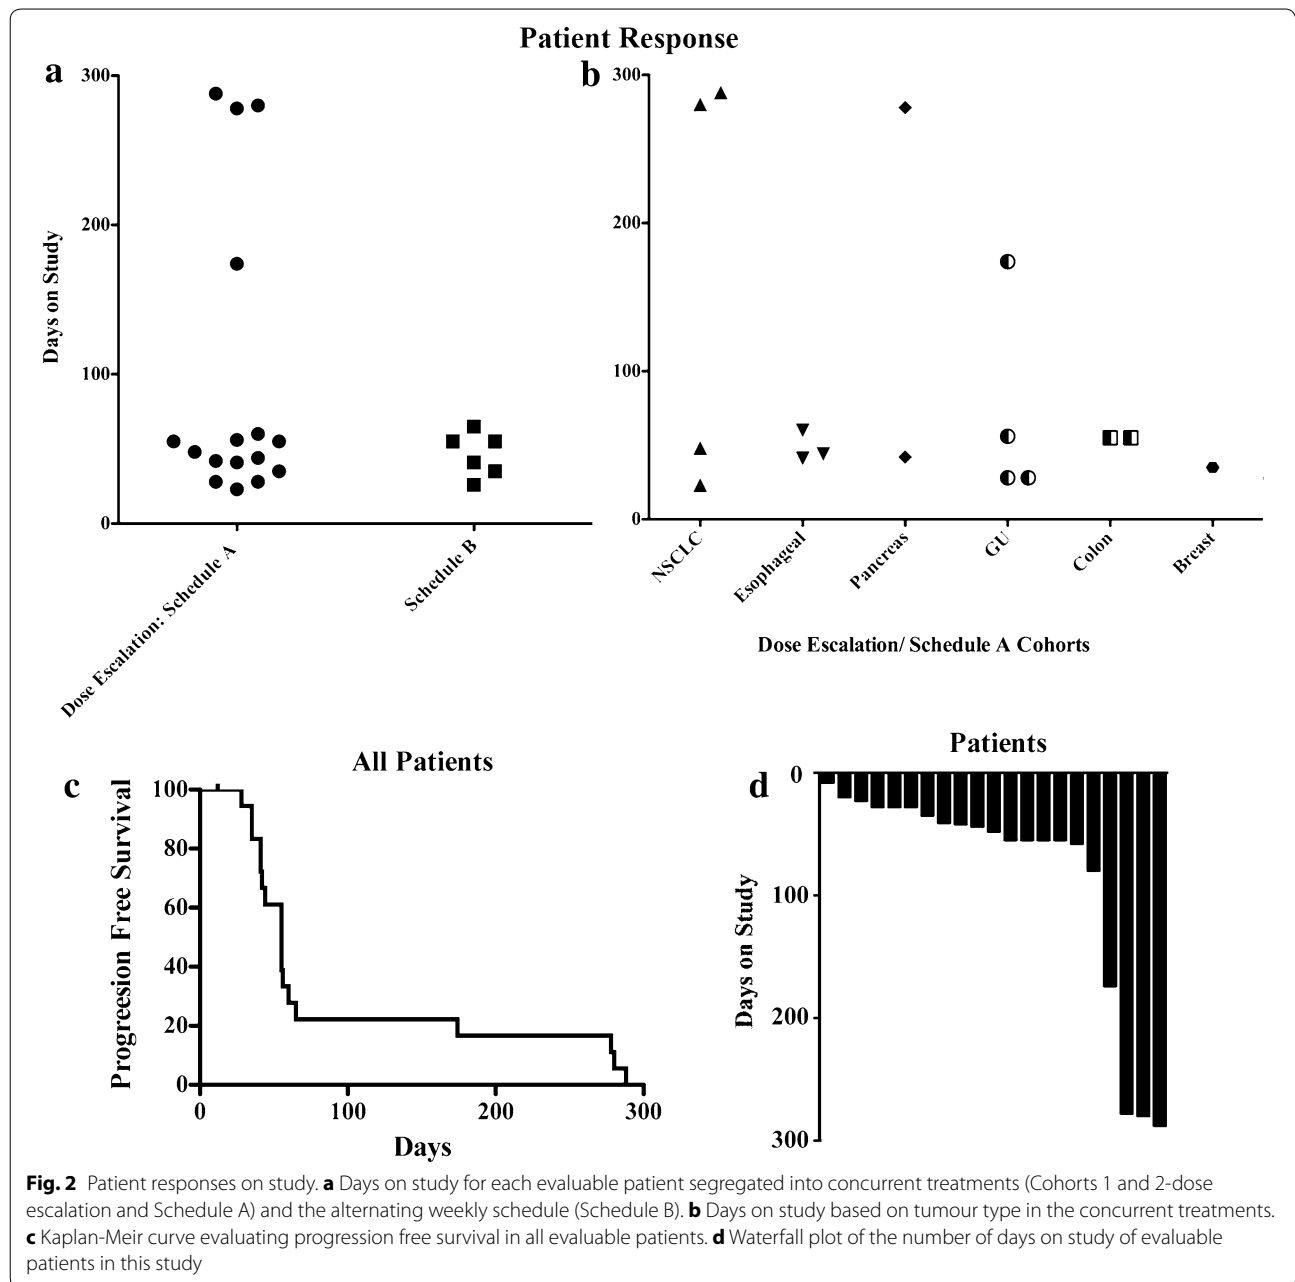 Patient Response
a
300
200
100
0
Days on Study
Dose Escalation: Schedule A
Schedule B
b
300
200
100
0
NSCLC
Esophageal
Pancreas
GU
Colon
Breast
Dose Escalation/ Schedule A Cohorts
c
All Patients
Progreesion Free Survival
100
80
60
40
20
0
0 100 200 300
Days
d
Patients
0
100
200
300
Days on Study
Fig. 2 Patient responses on study. a Days on study for each evaluable patient segregated into concurrent treatments (Cohorts 1 and 2-dose
escalation and Schedule A) and the alternating weekly schedule (Schedule B). b Days on study based on tumour type in the concurrent treatments.
c Kaplan-Meir curve evaluating progression free survival in all evaluable patients. d Waterfall plot of the number of days on study of evaluable
patients in this study